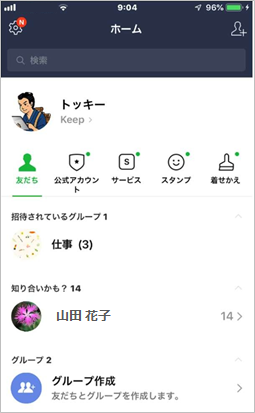 9:04
96%
N
ホーム
検索
トッキー
Keep >
友だち
公式アカウン
ト
S
サービス
スタンプ
着せかえ
招待されているグループ 1
仕事 (3)
知り合いかも? 14
山田 花子
14 >
グループ 2
グループ作成
友だちとグループを作成します。